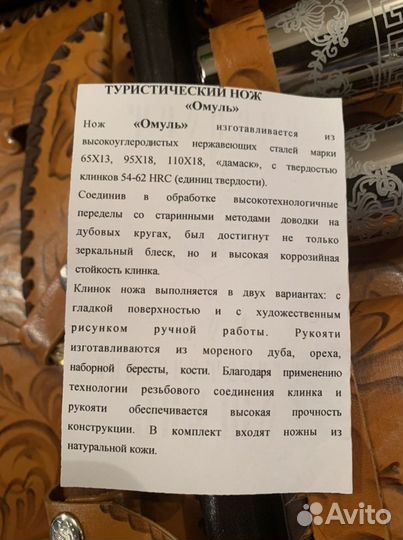 ТУРИСТИЧЕСКИЙ НОЖ
«Омуль»
Нож «Омуль» изготавливается из
высокоуглеродистых нержавеющих сталей марки
65Х13, 95Х18, 110Х18, «дамаск», с твердостью
клинков 54-62 HRC (единиц твердости).
Соединив в обработке высокотехнологичные
переделы со старинными методами доводки на
дубовых кругах, был достигнут не только
зеркальный блеск, но и высокая коррозийная
стойкость клинка.
Клинок ножа выполняется в двух вариантах: с
гладкой поверхностью и с художественным
рисунком ручной работы. Рукояти
изготавливаются из мореного дуба, ореха,
наборной бересты, кости. Благодаря применению
технологии резьбового соединения клинка и
рукояти обеспечивается высокая прочность
конструкции. В комплект входят ножны из
натуральной кожи.
Avito